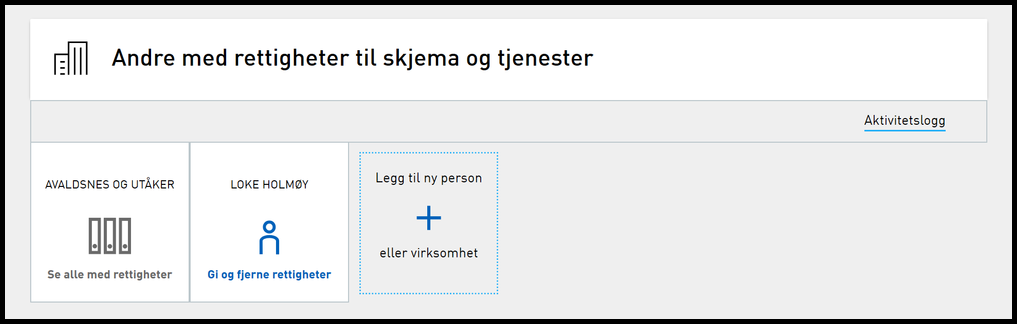 Andre med rettigheter til skjema og tjenester
Aktivitetslogg
AVALDSNES OG UTÅKER
Se alle med rettigheter
LOKE HOLMØY
Gi og fjerne rettigheter
Legg til ny person
eller virksomhet